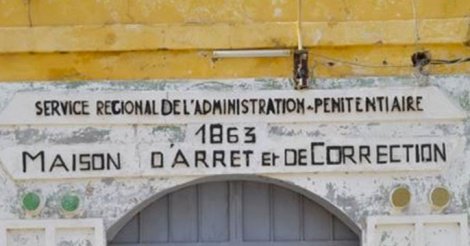 SERVICE REGIONAL DE L'ADMINISTRATION-PENITENTIAIRE
1863
MAISON D'ARRET ET DE CORRECTION